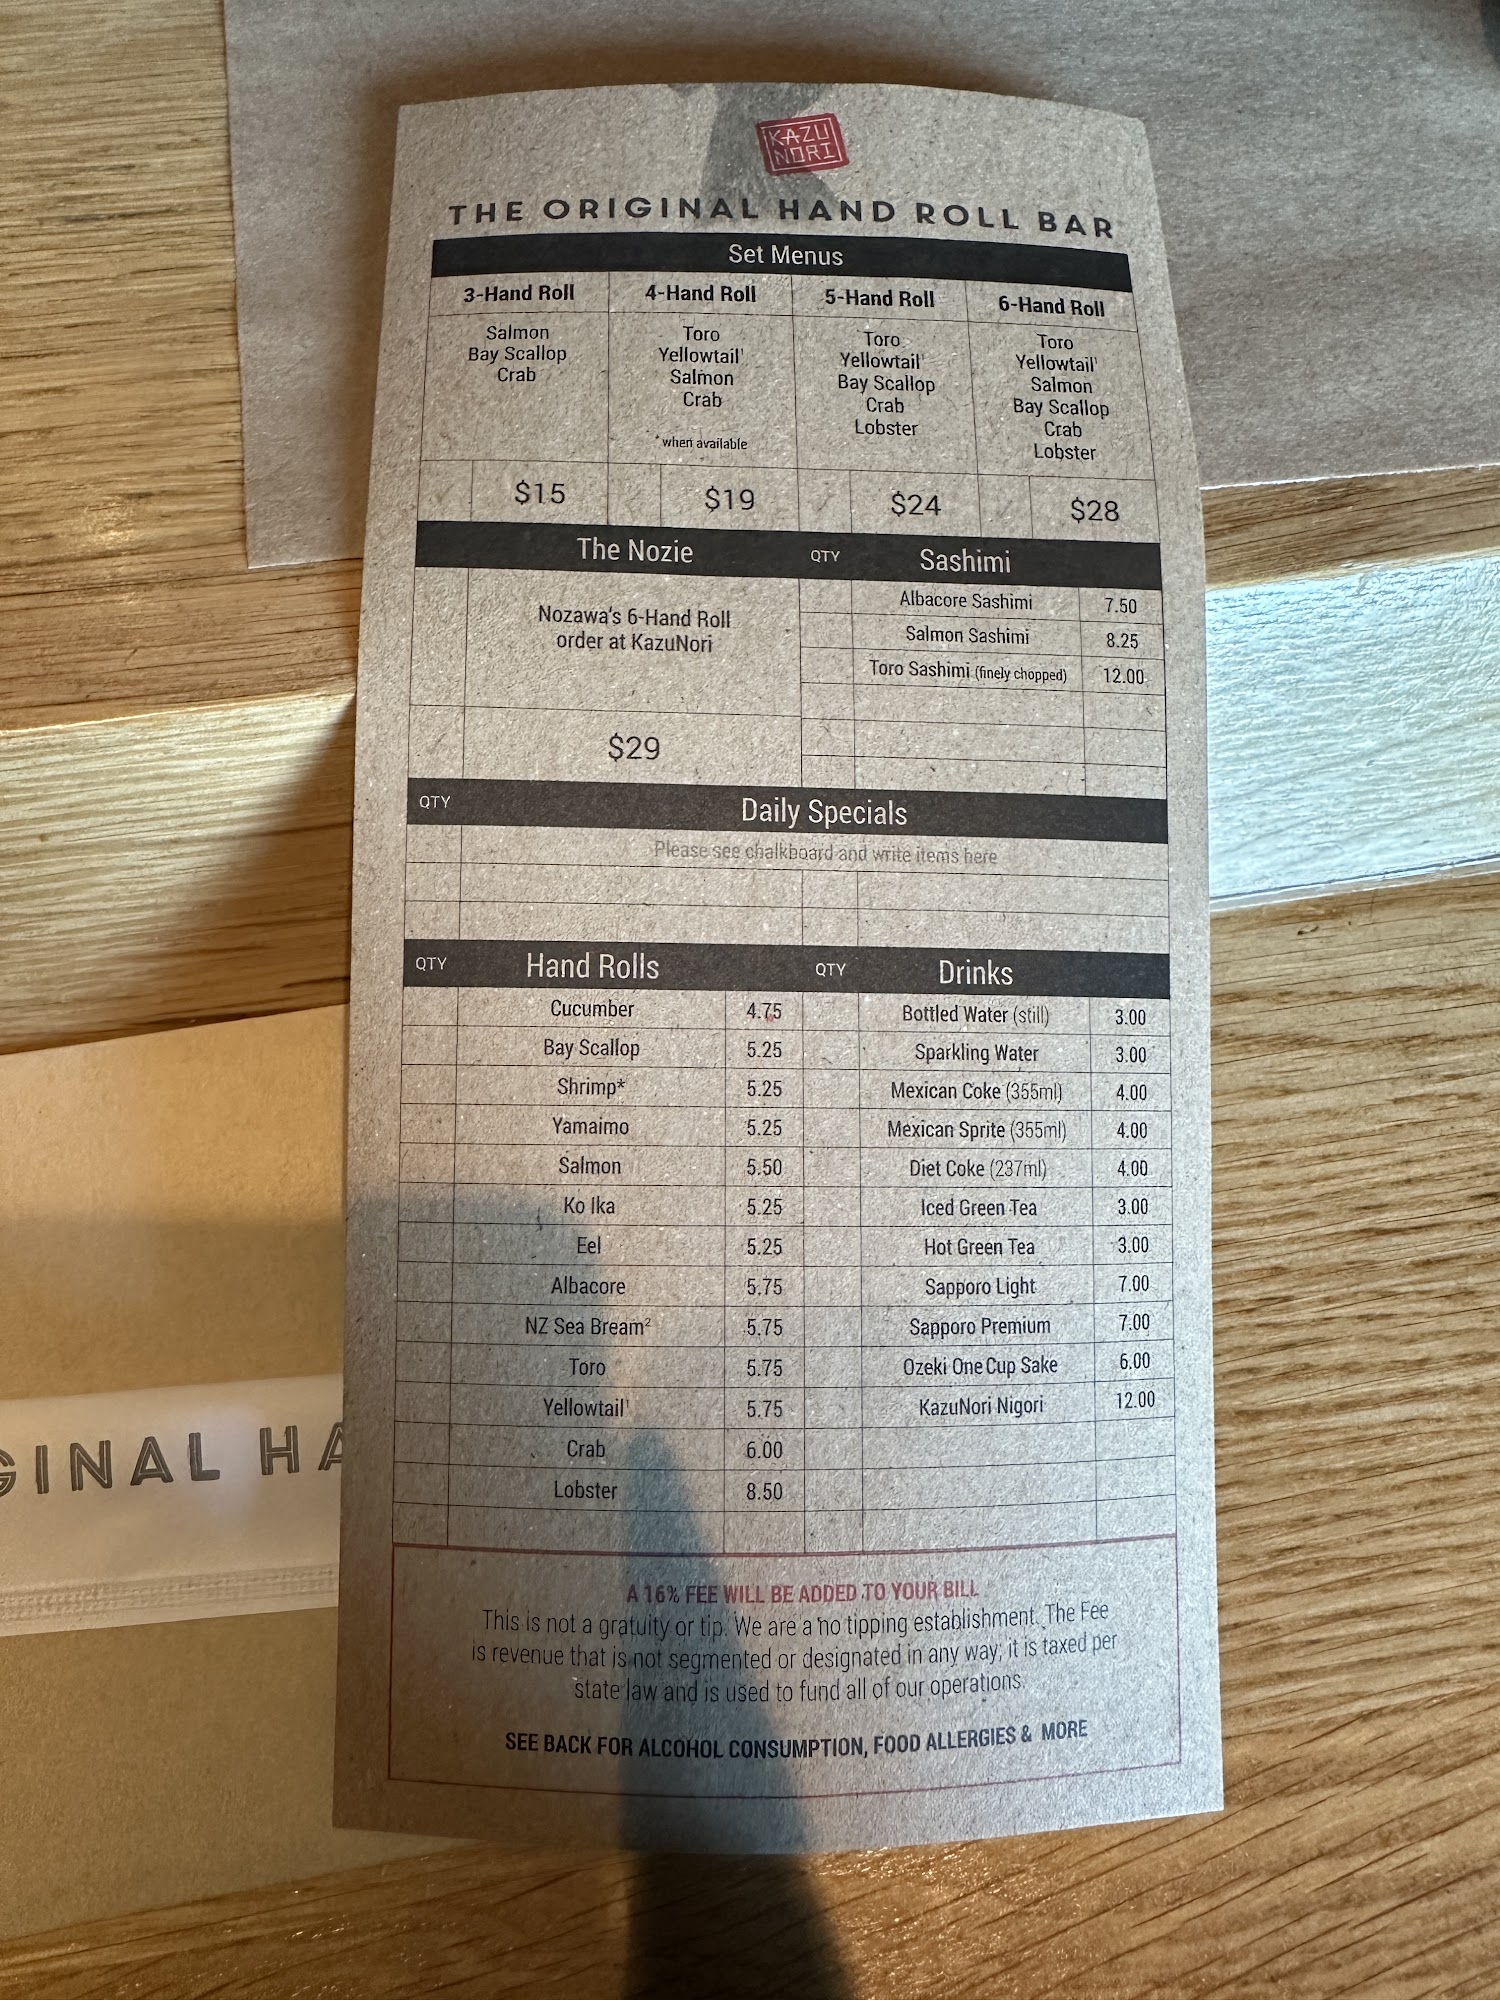 KAZU
NORI
THE ORIGINAL HAND ROLL BAR
Set Menus
3-Hand Roll
Salmon
Bay Scallop
Crab
$15
4-Hand Roll
Toro
Yellowtail¹
Salmon
Crab
*when available
$19
5-Hand Roll
Toro
Yellowtail¹
Bay Scallop
Crab
Lobster
$24
6-Hand Roll
Toro
Yellowtail¹
Salmon
Bay Scallop
Crab
Lobster
$28
The Nozie
Nozawa's 6-Hand Roll
order at KazuNori
$29
QTY Sashimi
Albacore Sashimi 7.50
Salmon Sashimi 8.25
Toro Sashimi (finely chopped) 12.00
QTY Daily Specials
Please see chalkboard and write items here
QTY Hand Rolls
Cucumber 4.75
Bay Scallop 5.25
Shrimp* 5.25
Yamaimo 5.25
Salmon 5.50
Ko Ika 5.25
Eel 5.25
Albacore 5.75
NZ Sea Bream² 5.75
Toro 5.75
Yellowtail¹ 5.75
Crab 6.00
Lobster 8.50
QTY Drinks
Bottled Water (still) 3.00
Sparkling Water 3.00
Mexican Coke (355ml) 4.00
Mexican Sprite (355ml) 4.00
Diet Coke (237ml) 4.00
Iced Green Tea 3.00
Hot Green Tea 3.00
Sapporo Light 7.00
Sapporo Premium 7.00
Ozeki One Cup Sake 6.00
KazuNori Nigori 12.00
A 16% FEE WILL BE ADDED TO YOUR BILL
This is not a gratuity or tip. We are a no tipping establishment. The Fee
is revenue that is not segmented or designated in any way; it is taxed per
state law and is used to fund all of our operations.
SEE BACK FOR ALCOHOL CONSUMPTION, FOOD ALLERGIES & MORE
GINAL HA